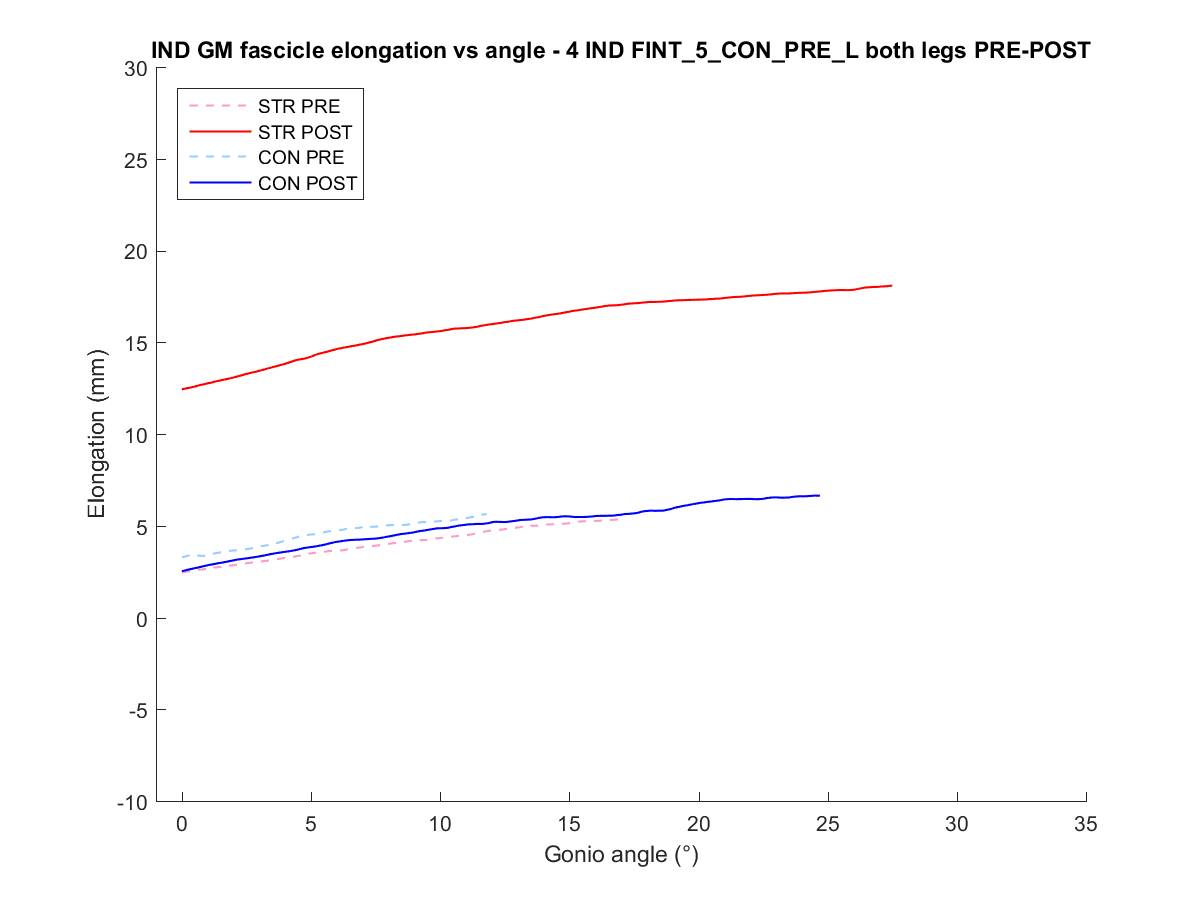 IND GM fascicle elongation vs angle - 4 IND FINT_5_CON_PRE_L both legs PRE-POST
STR PRE
STR POST
CON PRE
CON POST
30
25
20
15
10
5
0
-5
-10
Elongation (mm)
0 5 10 15 20 25 30 35
Gonio angle (°)